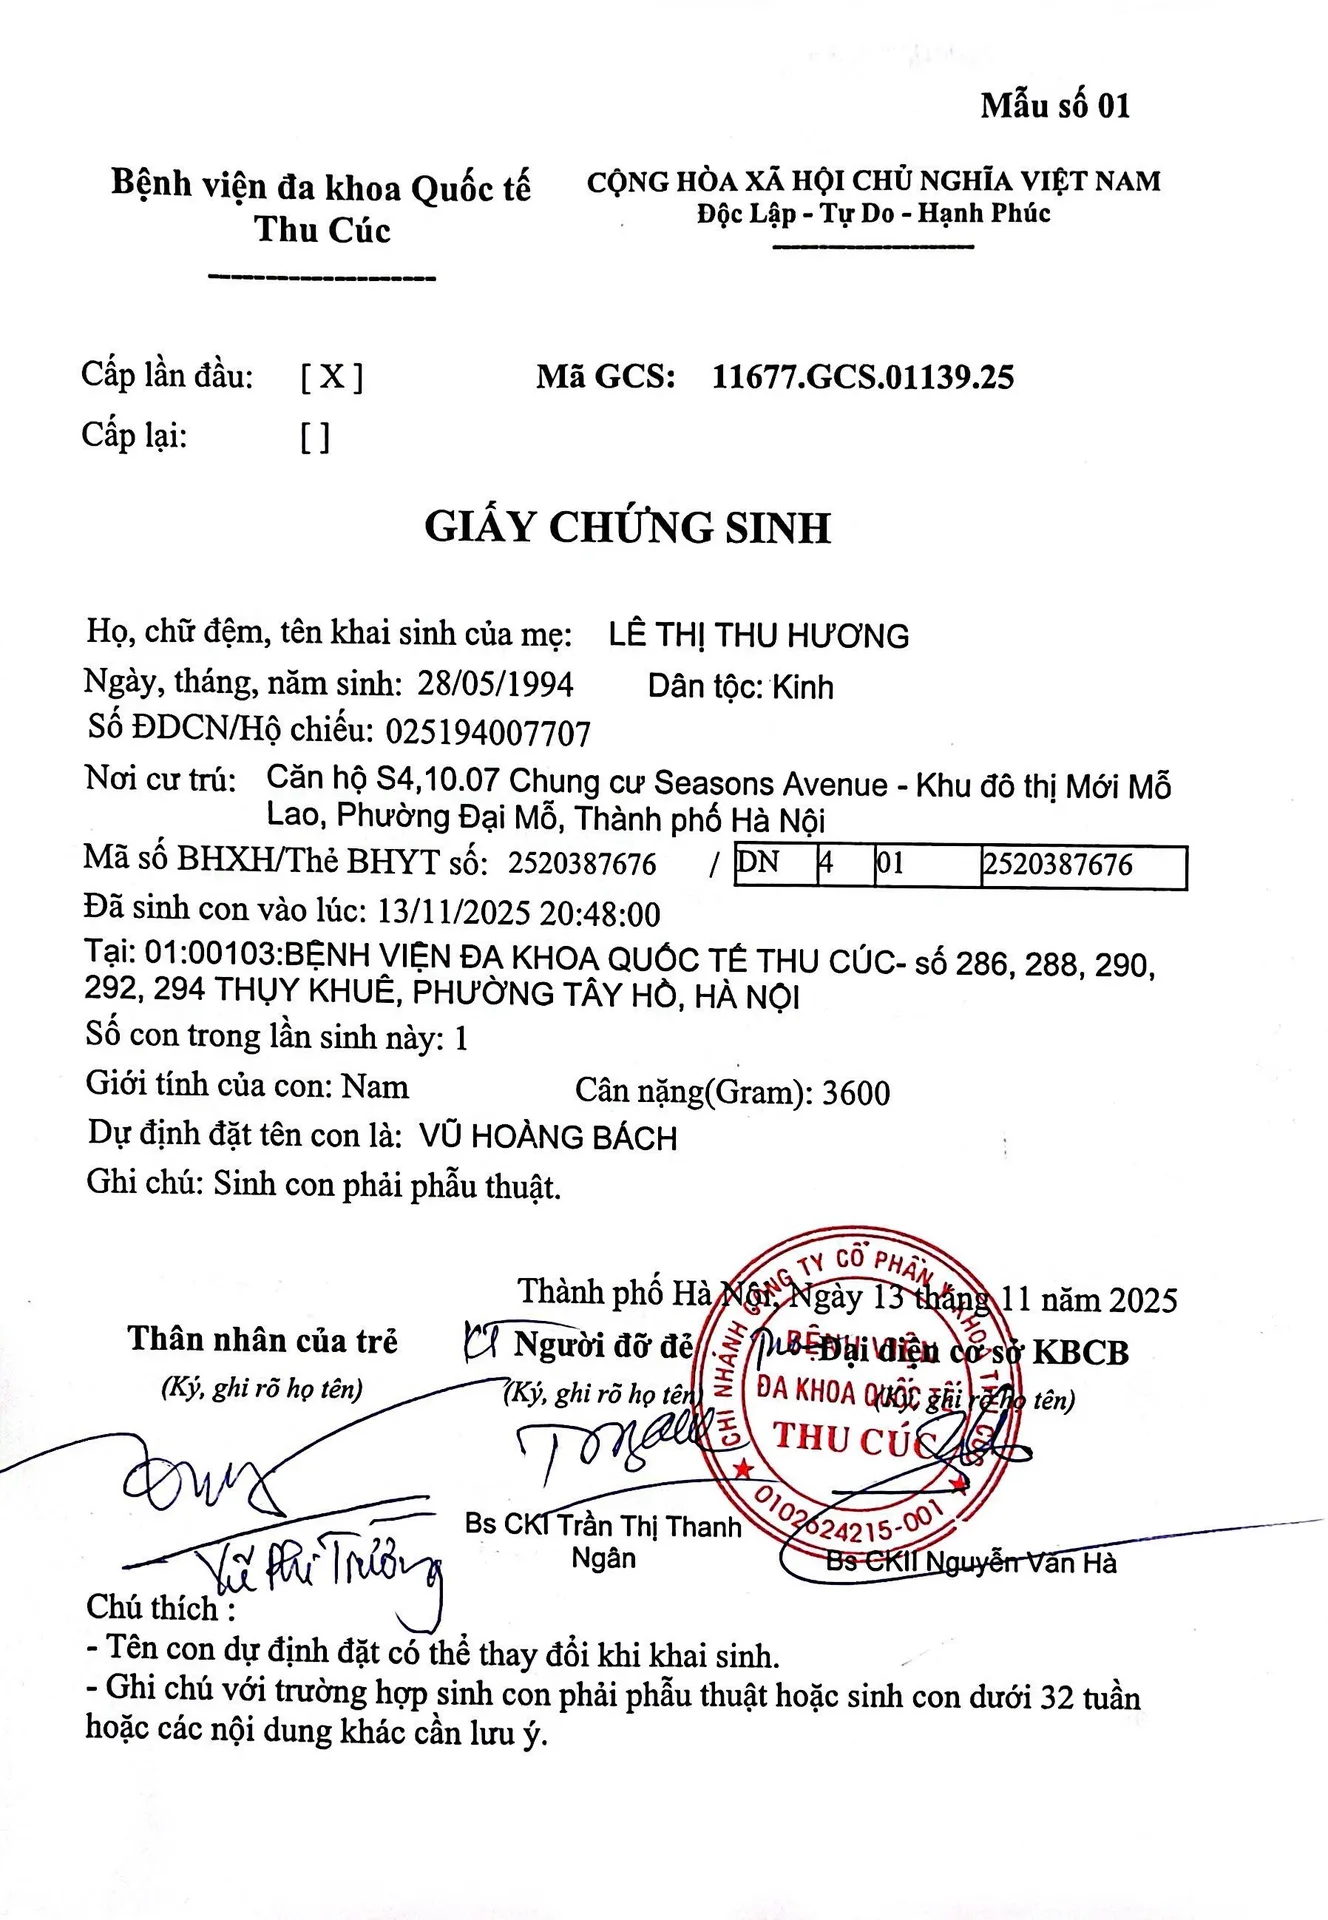 Mẫu số 01
Bệnh viện đa khoa Quốc tế
Thu Cúc
CỘNG HÒA XÃ HỘI CHỦ NGHĨA VIỆT NAM
Độc Lập - Tự Do - Hạnh Phúc
Cấp lần đầu: [ X ] Mã GCS: 11677.GCS.01139.25
Cấp lại: [ ]
GIẤY CHỨNG SINH
Họ, chữ đệm, tên khai sinh của mẹ: LÊ THỊ THU HƯƠNG
Ngày, tháng, năm sinh: 28/05/1994 Dân tộc: Kinh
Số ĐDCN/Hộ chiếu: 025194007707
Nơi cư trú: Căn hộ S4,10.07 Chung cư Seasons Avenue - Khu đô thị Mới Mỗ
Lao, Phường Đại Mỗ, Thành phố Hà Nội
Mã số BHXH/Thẻ BHYT số: 2520387676 / DN 4 01 2520387676
Đã sinh con vào lúc: 13/11/2025 20:48:00
Tại: 01:00103:BỆNH VIỆN ĐA KHOA QUỐC TẾ THU CÚC- số 286, 288, 290,
292, 294 THỤY KHUÊ, PHƯỜNG TÂY HỒ, HÀ NỘI
Số con trong lần sinh này: 1
Giới tính của con: Nam Cân nặng(Gram): 3600
Dự định đặt tên con là: VŨ HOÀNG BÁCH
Ghi chú: Sinh con phải phẫu thuật.
Thành phố Hà Nội, Ngày 13 tháng 11 năm 2025
Thân nhân của trẻ KT Người đỡ đẻ Đại diện cơ sở KBCB
(Ký, ghi rõ họ tên) (Ký, ghi rõ họ tên) (Ký, ghi rõ họ tên)
CHI NHÁNH CÔNG TY CỔ PHẦN Y KHOA THU CÚC
BỆNH VIỆN
ĐA KHOA QUỐC TẾ
THU CÚC
0102624215-001
Bs CKI Trần Thị Thanh
Ngân
Bs CKII Nguyễn Văn Hà
Vũ Phi Trường
Chú thích :
- Tên con dự định đặt có thể thay đổi khi khai sinh.
- Ghi chú với trường hợp sinh con phải phẫu thuật hoặc sinh con dưới 32 tuần
hoặc các nội dung khác cần lưu ý.